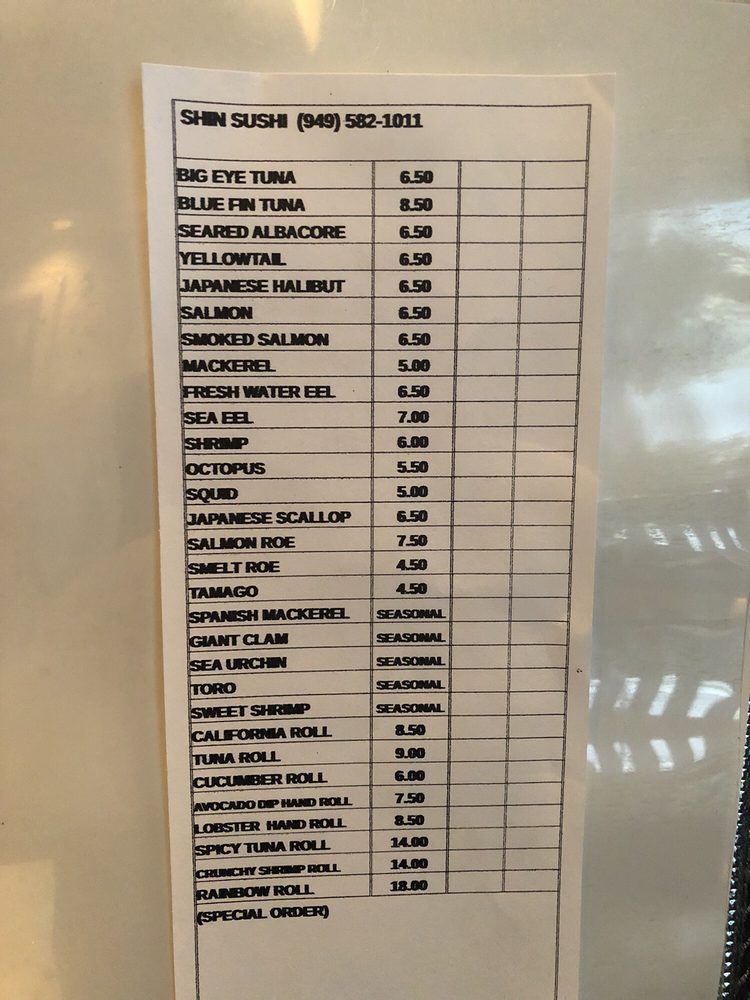 SHIN SUSHI (949) 582-1011
BIG EYE TUNA 6.50
BLUE FIN TUNA 8.50
SEARED ALBACORE 6.50
YELLOWTAIL 6.50
JAPANESE HALIBUT 6.50
SALMON 6.50
SMOKED SALMON 6.50
MACKEREL 5.00
FRESH WATER EEL 6.50
SEA EEL 7.00
SHRIMP 6.00
OCTOPUS 5.50
SQUID 5.00
JAPANESE SCALLOP 6.50
SALMON ROE 7.50
SMELT ROE 4.50
TAMAGO 4.50
SPANISH MACKEREL SEASONAL
GIANT CLAM SEASONAL
SEA URCHIN SEASONAL
TORO SEASONAL
SWEET SHRIMP SEASONAL
CALIFORNIA ROLL 8.50
TUNA ROLL 9.00
CUCUMBER ROLL 6.00
AVOCADO DIP HAND ROLL 7.50
LOBSTER HAND ROLL 8.50
SPICY TUNA ROLL 14.00
CRUNCHY SHRIMP ROLL 14.00
RAINBOW ROLL 18.00
(SPECIAL ORDER)